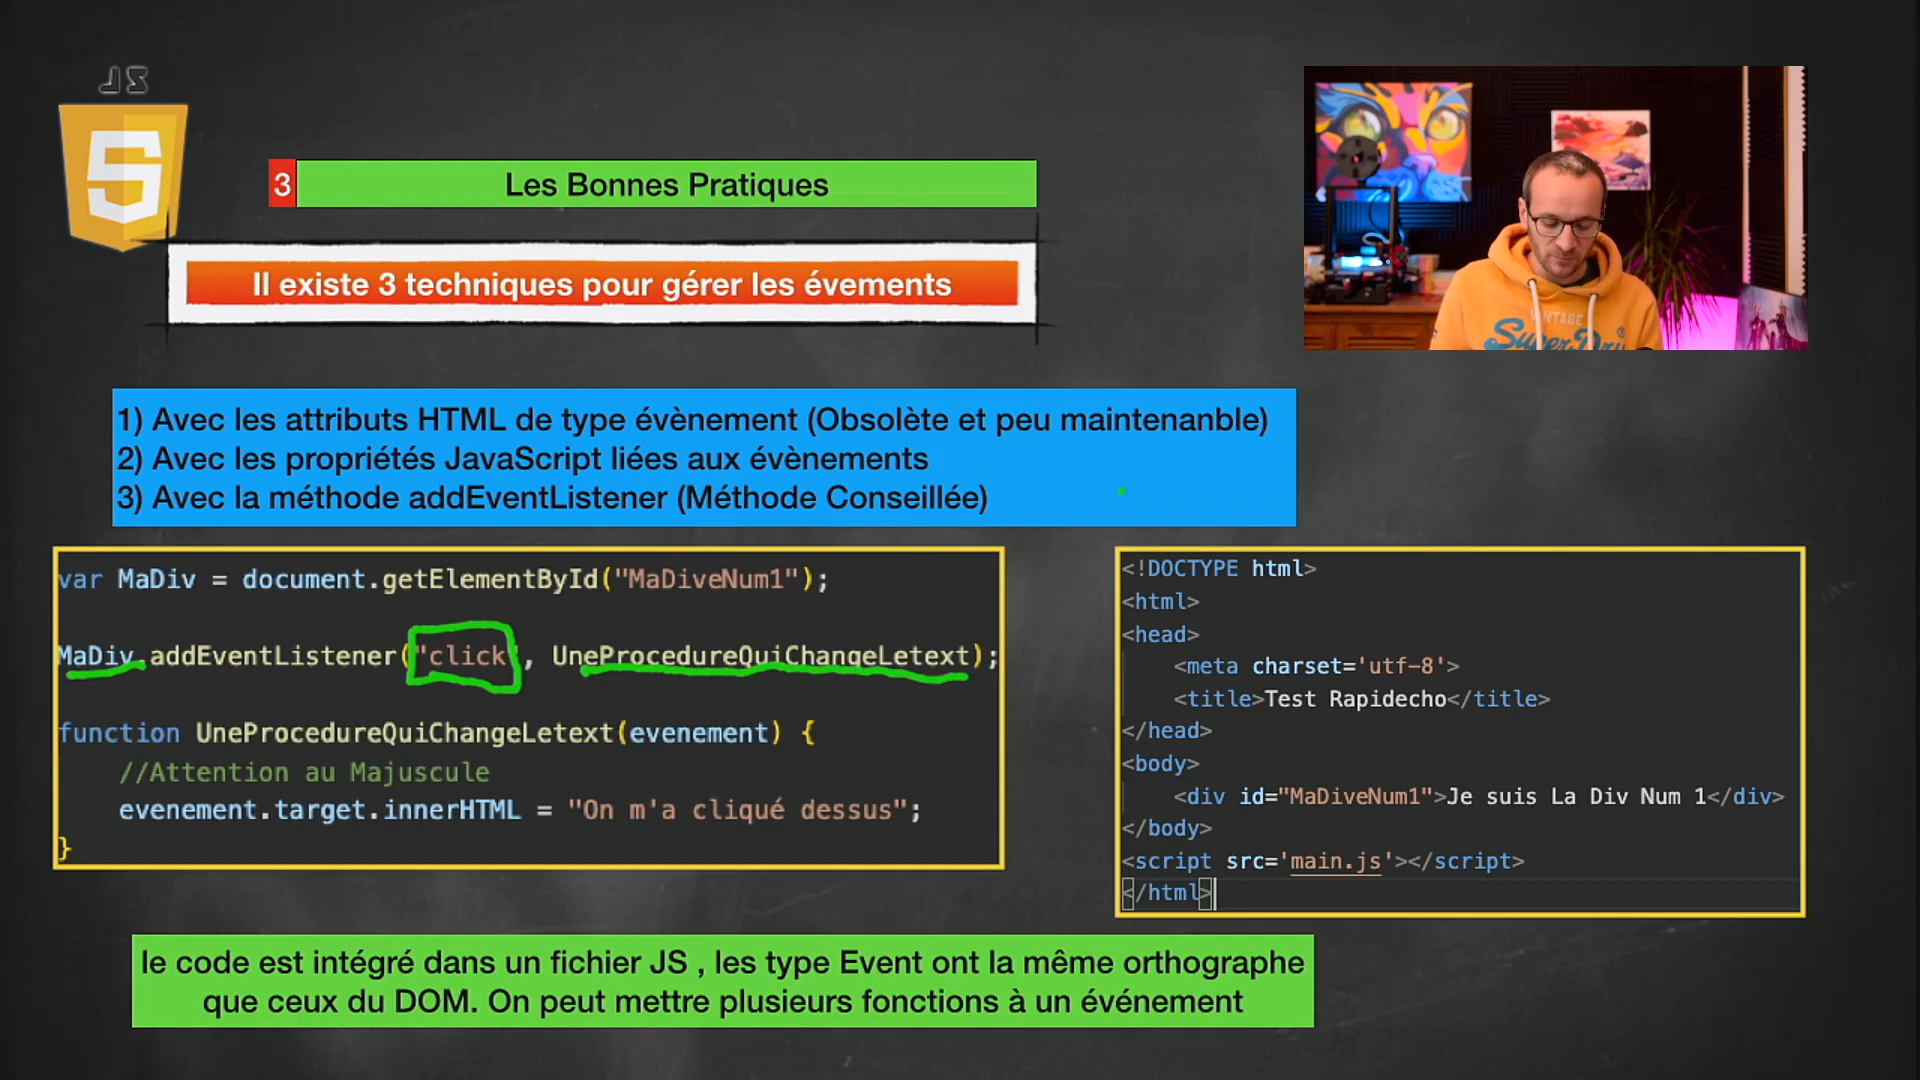 JS
5
3 Les Bonnes Pratiques
Il existe 3 techniques pour gérer les évements
1) Avec les attributs HTML de type évènement (Obsolète et peu maintenanble)
2) Avec les propriétés JavaScript liées aux évènements
3) Avec la méthode addEventListener (Méthode Conseillée)
var MaDiv = document.getElementById("MaDiveNum1");
MaDiv.addEventListener("click", UneProcedureQuiChangeLetext);
function UneProcedureQuiChangeLetext(evenement) {
//Attention au Majuscule
evenement.target.innerHTML = "On m'a cliqué dessus";
}
<!DOCTYPE html>
<html>
<head>
<meta charset='utf-8'>
<title>Test Rapidecho</title>
</head>
<body>
<div id="MaDiveNum1">Je suis La Div Num 1</div>
</body>
<script src='main.js'></script>
</html>
le code est intégré dans un fichier JS , les type Event ont la même orthographe
que ceux du DOM. On peut mettre plusieurs fonctions à un événement
VINTAGE